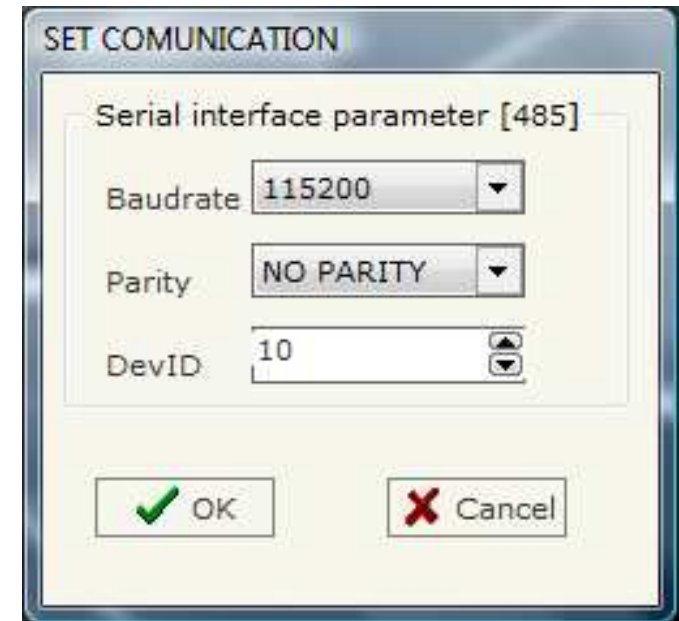 SET COMUNICATION
Serial interface parameter [485]
Baudrate 115200
Parity NO PARITY
DevID 10
OK Cancel